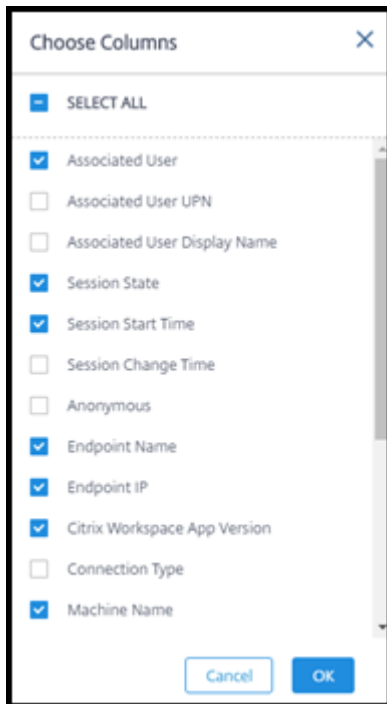 Choose Columns
SELECT ALL
Associated User
Associated User UPN
Associated User Display Name
Session State
Session Start Time
Session Change Time
Anonymous
Endpoint Name
Endpoint IP
Citrix Workspace App Version
Connection Type
Machine Name
Cancel OK